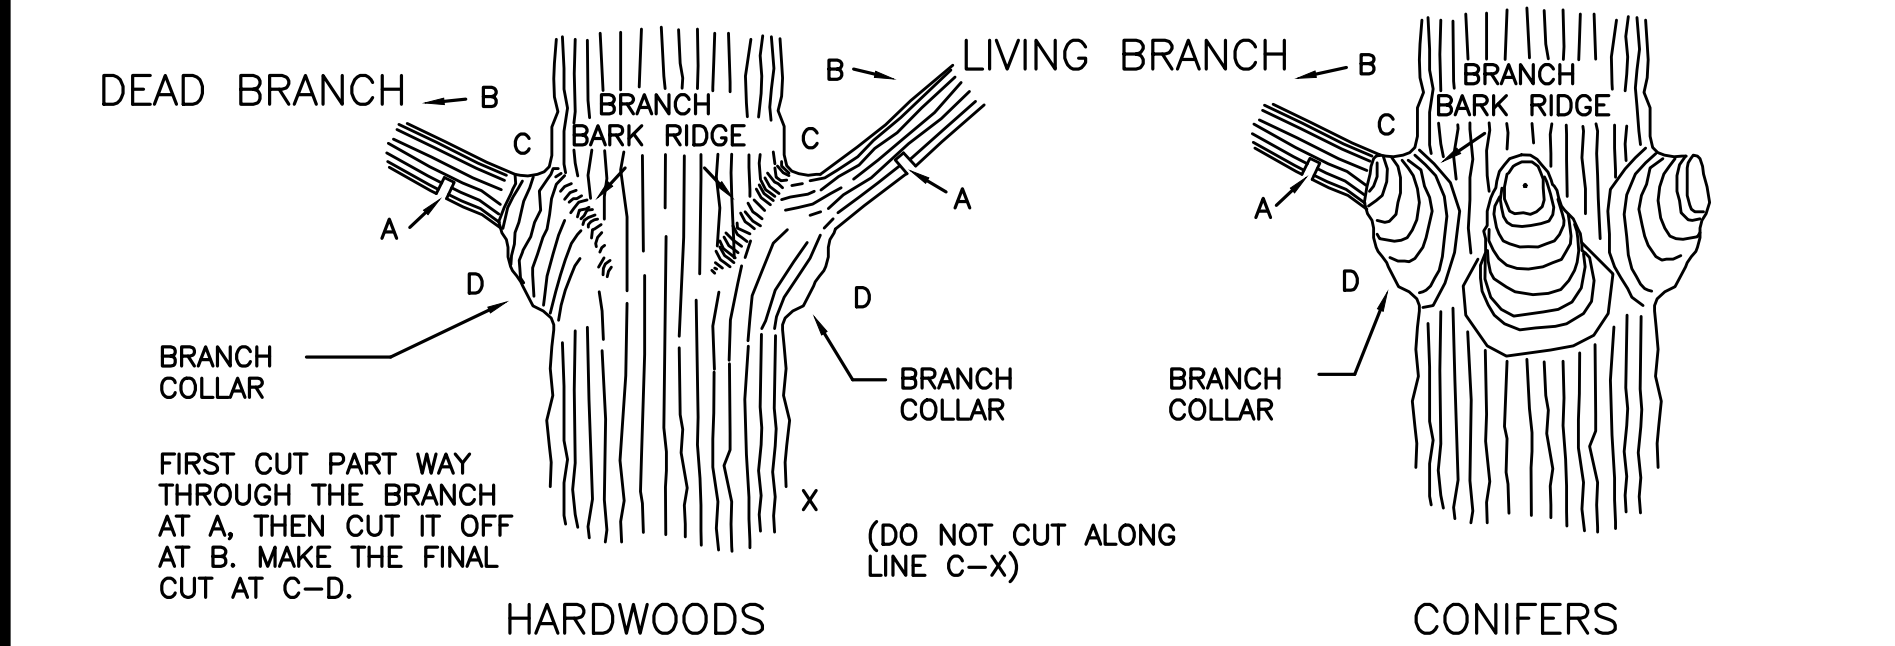 DEAD BRANCH
B
C
BRANCH
BARK RIDGE
C
B
LIVING BRANCH
A
A
D
D
BRANCH
COLLAR
BRANCH
COLLAR
FIRST CUT PART WAY
THROUGH THE BRANCH
AT A, THEN CUT IT OFF
AT B. MAKE THE FINAL
CUT AT C-D.
X
(DO NOT CUT ALONG
LINE C-X)
HARDWOODS
B
C
BRANCH
BARK RIDGE
A
D
BRANCH
COLLAR
CONIFERS